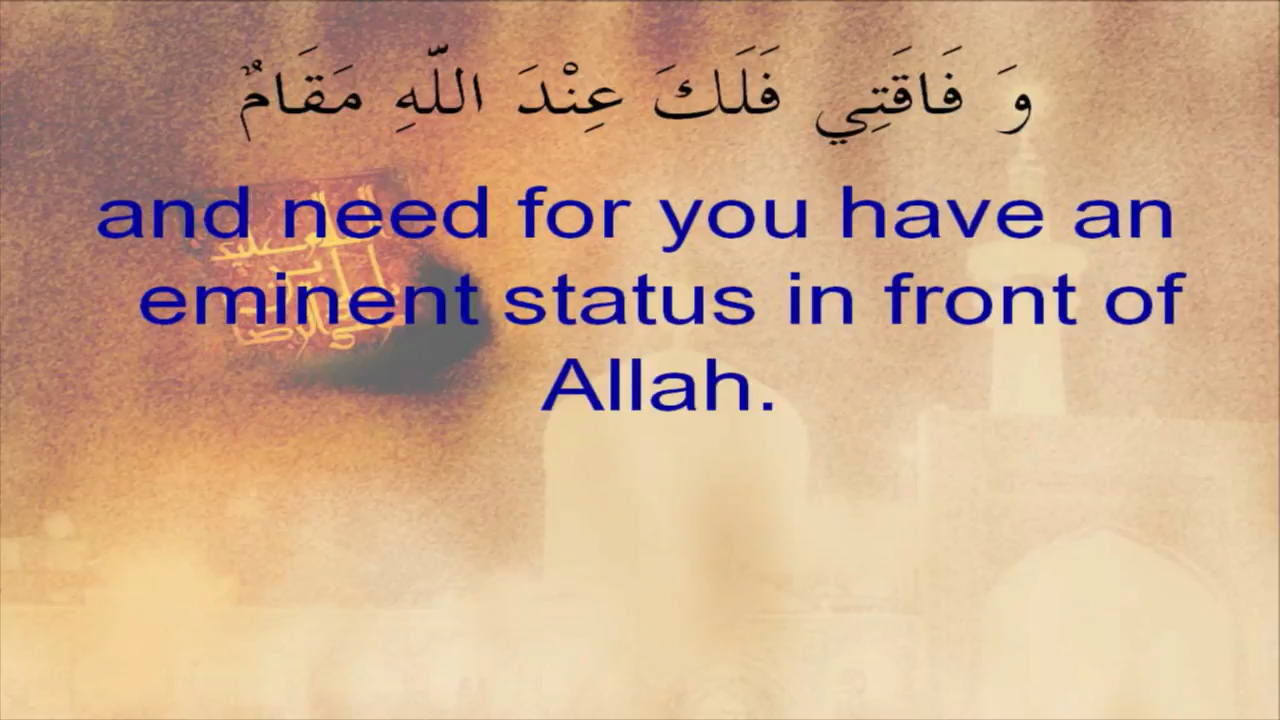 وَ فَاقَتِي فَلَكَ عِنْدَ اللّهِ مَقَامٌ
and need for you have an
eminent status in front of
Allah.